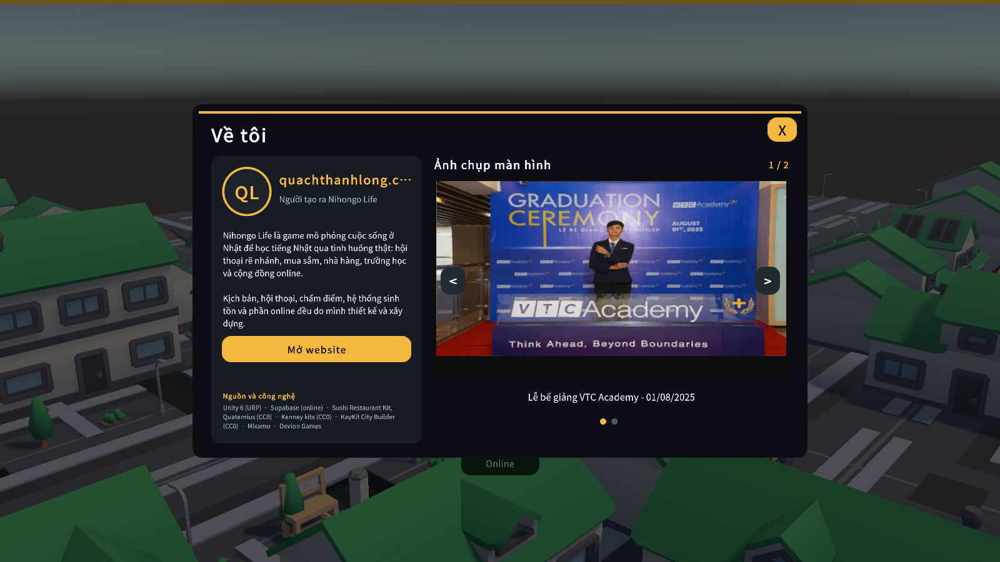 Về tôi
X
QL
quachthanhlong.c···
Người tạo ra Nihongo Life
Nihongo Life là game mô phỏng cuộc sống ở
Nhật để học tiếng Nhật qua tình huống thật: hội
thoại rẽ nhánh, mua sắm, nhà hàng, trường học
và cộng đồng online.
Kịch bản, hội thoại, chấm điểm, hệ thống sinh
tồn và phần online đều do mình thiết kế và xây
dựng.
Mở website
Nguồn và công nghệ
Unity 6 (URP) · Supabase (online) · Sushi Restaurant Kit,
Quaternius (CC0) · Kenney kits (CC0) · KayKit City Builder
(CC0) · Mixamo · Devion Games
Ảnh chụp màn hình
1 / 2
GRADUATION
CEREMONY
LỄ BẾ GIẢNG
VTC Academy
AUGUST
01ST, 2025
<
>
VTC Academy
Think Ahead, Beyond Boundaries
Lễ bế giảng VTC Academy - 01/08/2025
Online